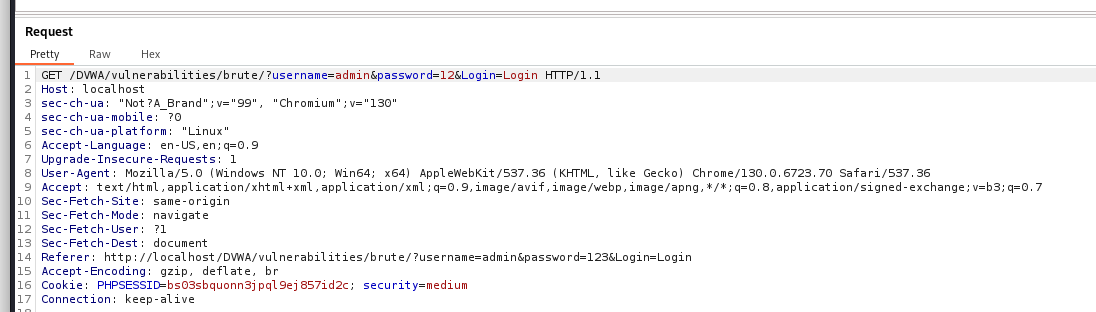 Request
Pretty Raw Hex
1 GET /DVWA/vulnerabilities/brute/?username=admin&password=12&Login=Login HTTP/1.1
2 Host: localhost
3 sec-ch-ua: "Not?A_Brand";v="99", "Chromium";v="130"
4 sec-ch-ua-mobile: ?0
5 sec-ch-ua-platform: "Linux"
6 Accept-Language: en-US,en;q=0.9
7 Upgrade-Insecure-Requests: 1
8 User-Agent: Mozilla/5.0 (Windows NT 10.0; Win64; x64) AppleWebKit/537.36 (KHTML, like Gecko) Chrome/130.0.6723.70 Safari/537.36
9 Accept: text/html,application/xhtml+xml,application/xml;q=0.9,image/avif,image/webp,image/apng,*/*;q=0.8,application/signed-exchange;v=b3;q=0.7
10 Sec-Fetch-Site: same-origin
11 Sec-Fetch-Mode: navigate
12 Sec-Fetch-User: ?1
13 Sec-Fetch-Dest: document
14 Referer: http://localhost/DVWA/vulnerabilities/brute/?username=admin&password=123&Login=Login
15 Accept-Encoding: gzip, deflate, br
16 Cookie: PHPSESSID=bs03sbquonn3jpql9ej857id2c; security=medium
17 Connection: keep-alive
18